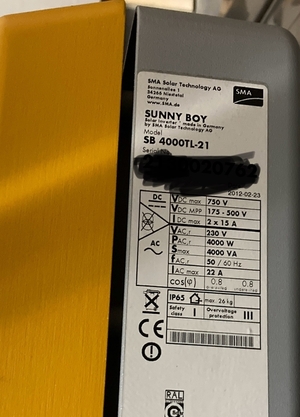 SMA Solar Technology AG
Sonnenallee 1
34266 Niestetal
Germany
www.SMA.de
SMA
SUNNY BOY
Solar Inverter made in Germany
by SMA Solar Technology AG
Model
SB 4000TL-21
Serial
2012-02-23
DC
VDC max 750 V
VDC MPP 175 - 500 V
IDC max 2 x 15 A
AC
VAC,r 230 V
PAC,r 4000 W
Smax 4000 VA
fAC,r 50 / 60 Hz
IAC max 22 A
cos(φ) 0,8 0,8
IP65 max. 26 kg
Safety class I Overvoltage protection III
CE
RAL